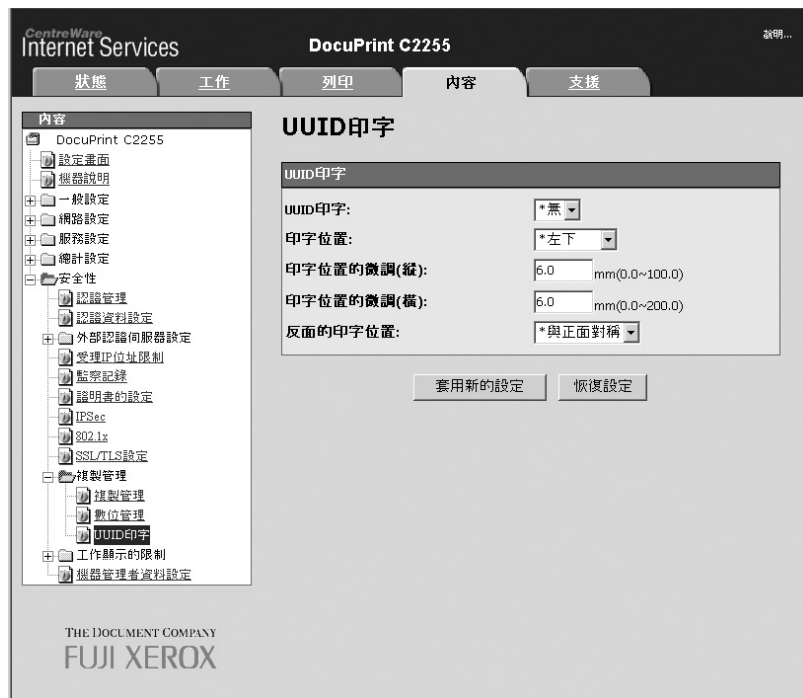 CentreWare
Internet Services
DocuPrint C2255
說明...
狀態
工作
列印
內容
支援
內容
DocuPrint C2255
設定畫面
機器說明
一般設定
網路設定
服務設定
總計設定
安全性
認證管理
認證資料設定
外部認證伺服器設定
受理IP位址限制
監察記錄
證明書的設定
IPSec
802.1x
SSL/TLS設定
複製管理
複製管理
數位管理
UUID印字
工作顯示的限制
機器管理者資料設定
UUID印字
UUID印字
UUID印字:
*無
印字位置:
*左下
印字位置的微調(縱):
6.0 mm(0.0~100.0)
印字位置的微調(橫):
6.0 mm(0.0~200.0)
反面的印字位置:
*與正面對稱
套用新的設定
恢復設定
THE DOCUMENT COMPANY
FUJI XEROX